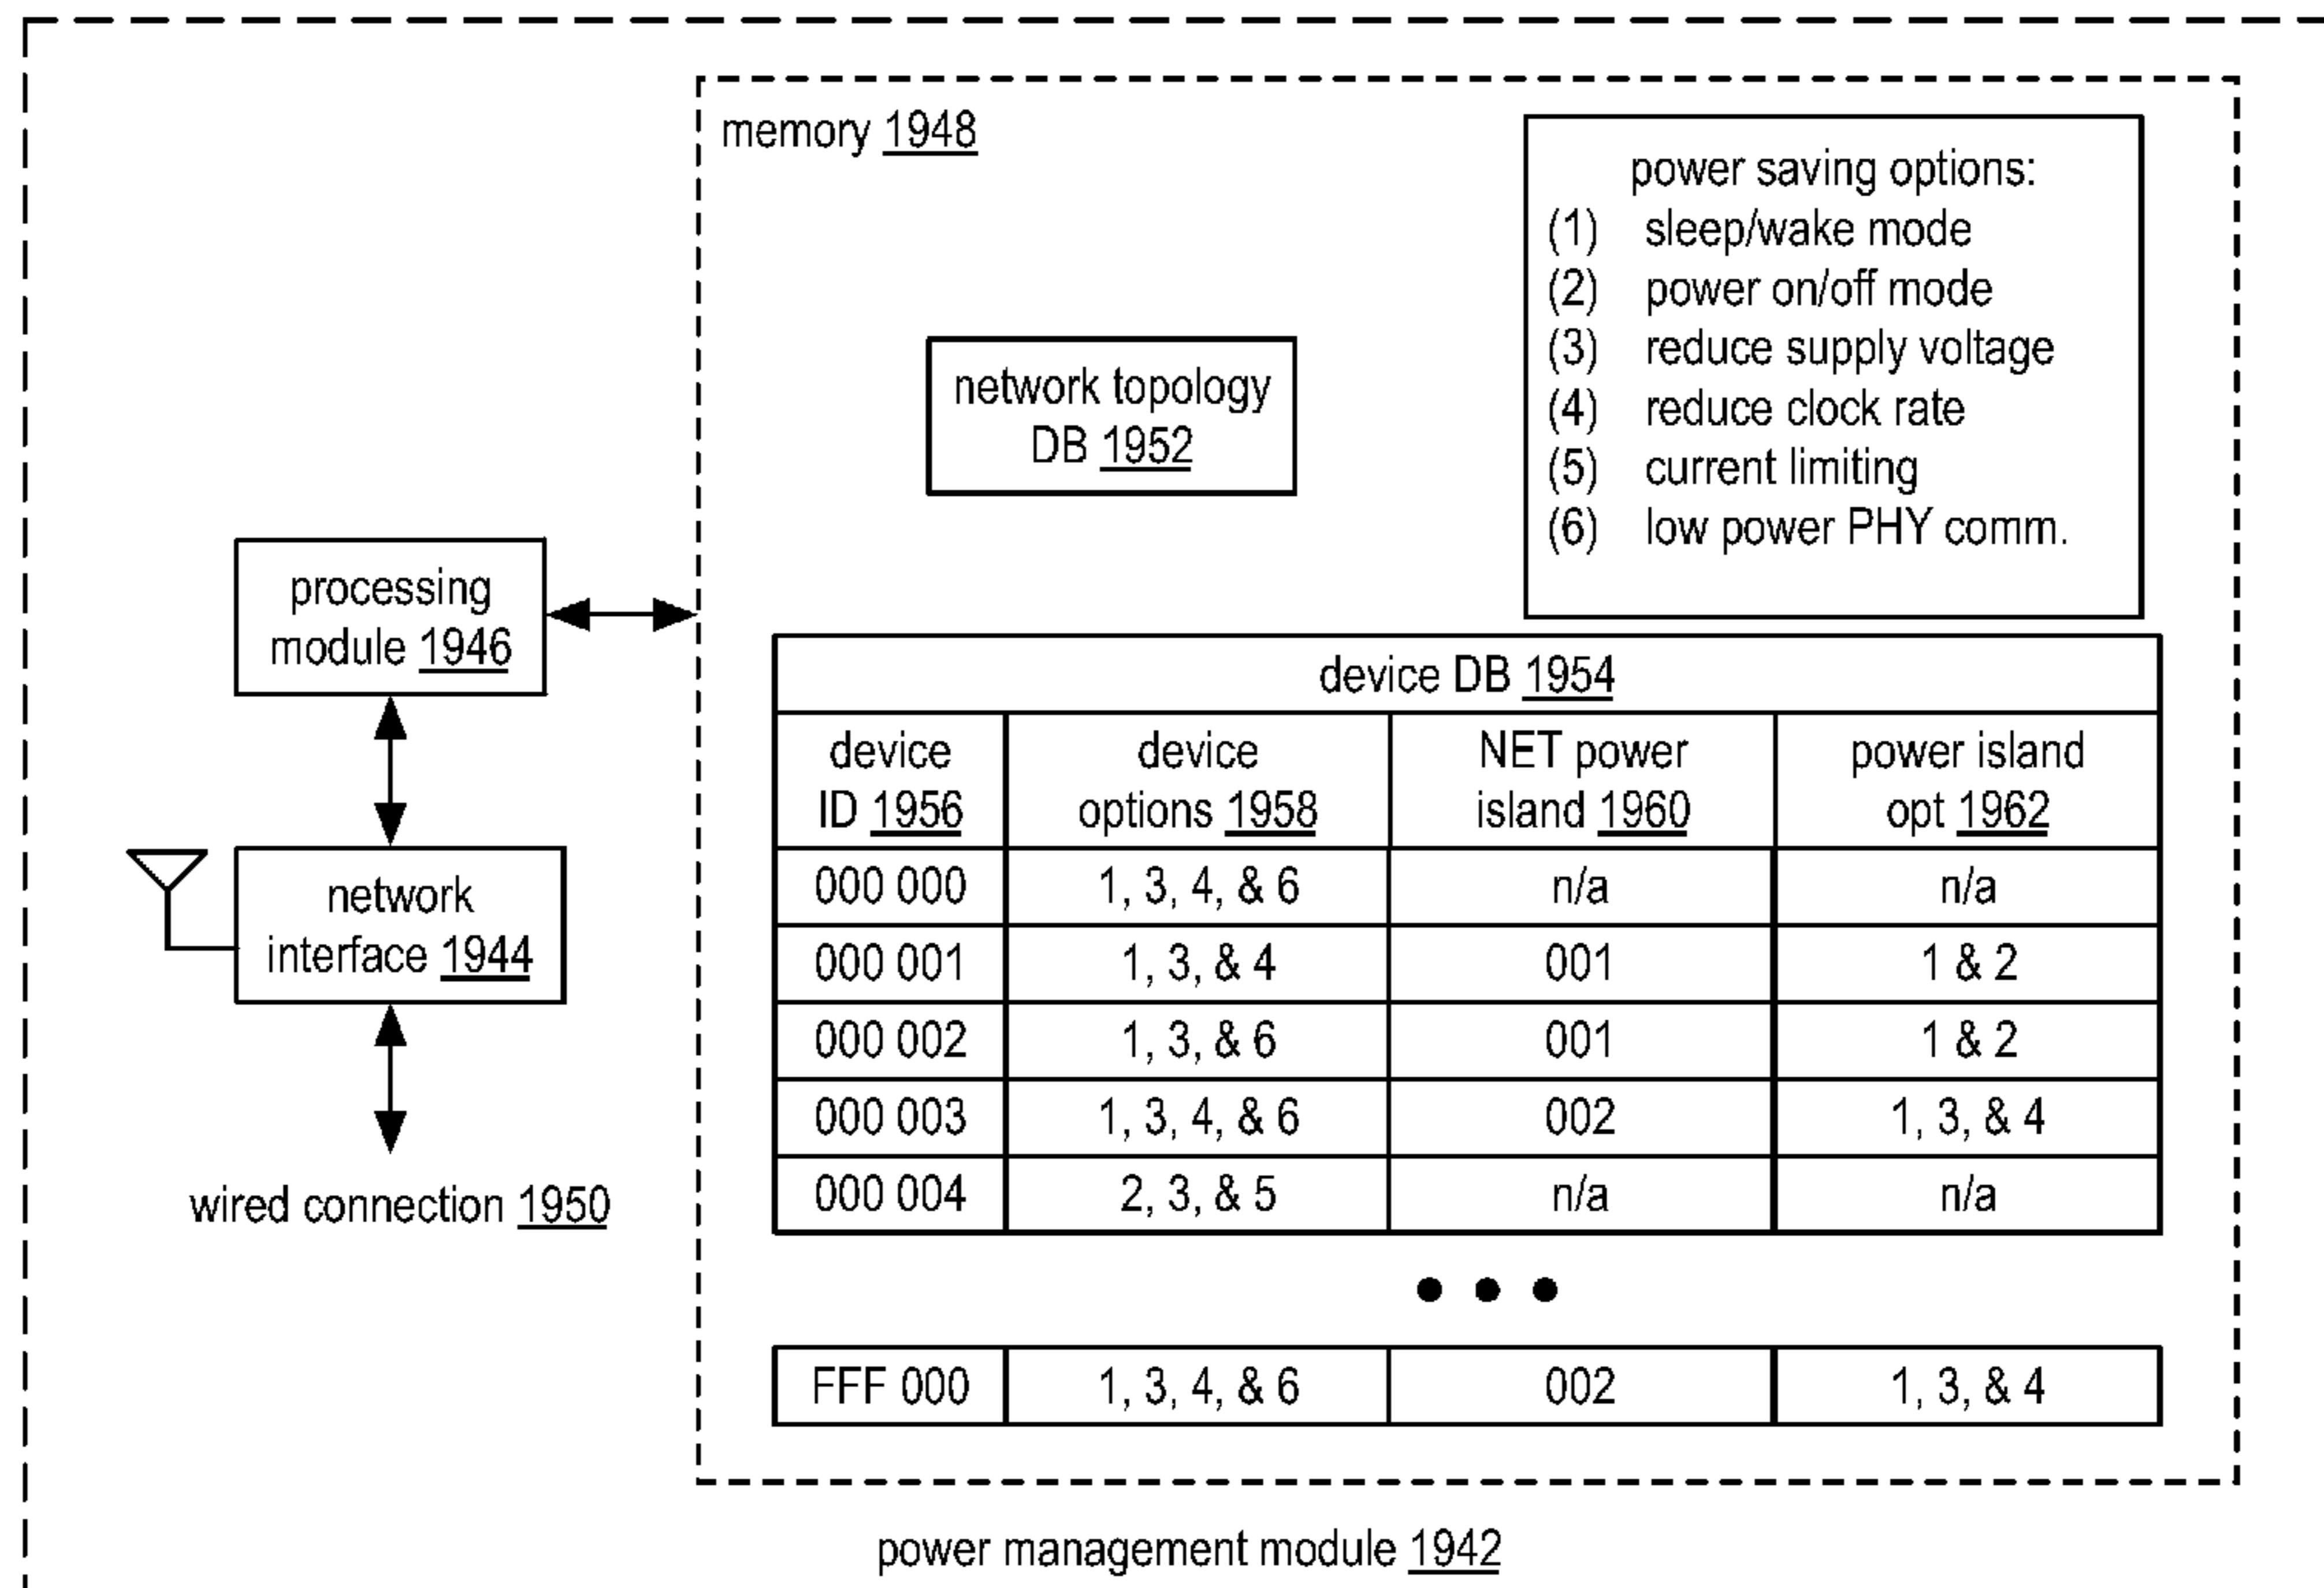 memory 1948
power saving options:
(1) sleep/wake mode
(2) power on/off mode
(3) reduce supply voltage
(4) reduce clock rate
(5) current limiting
(6) low power PHY comm.
network topology
DB 1952
processing
module 1946
network
interface 1944
wired connection 1950
device DB 1954
device
ID 1956
device
options 1958
NET power
island 1960
power island
opt 1962
000 000 1, 3, 4, & 6 n/a n/a
000 001 1, 3, & 4 001 1 & 2
000 002 1, 3, & 6 001 1 & 2
000 003 1, 3, 4, & 6 002 1, 3, & 4
000 004 2, 3, & 5 n/a n/a
FFF 000 1, 3, 4, & 6 002 1, 3, & 4
power management module 1942